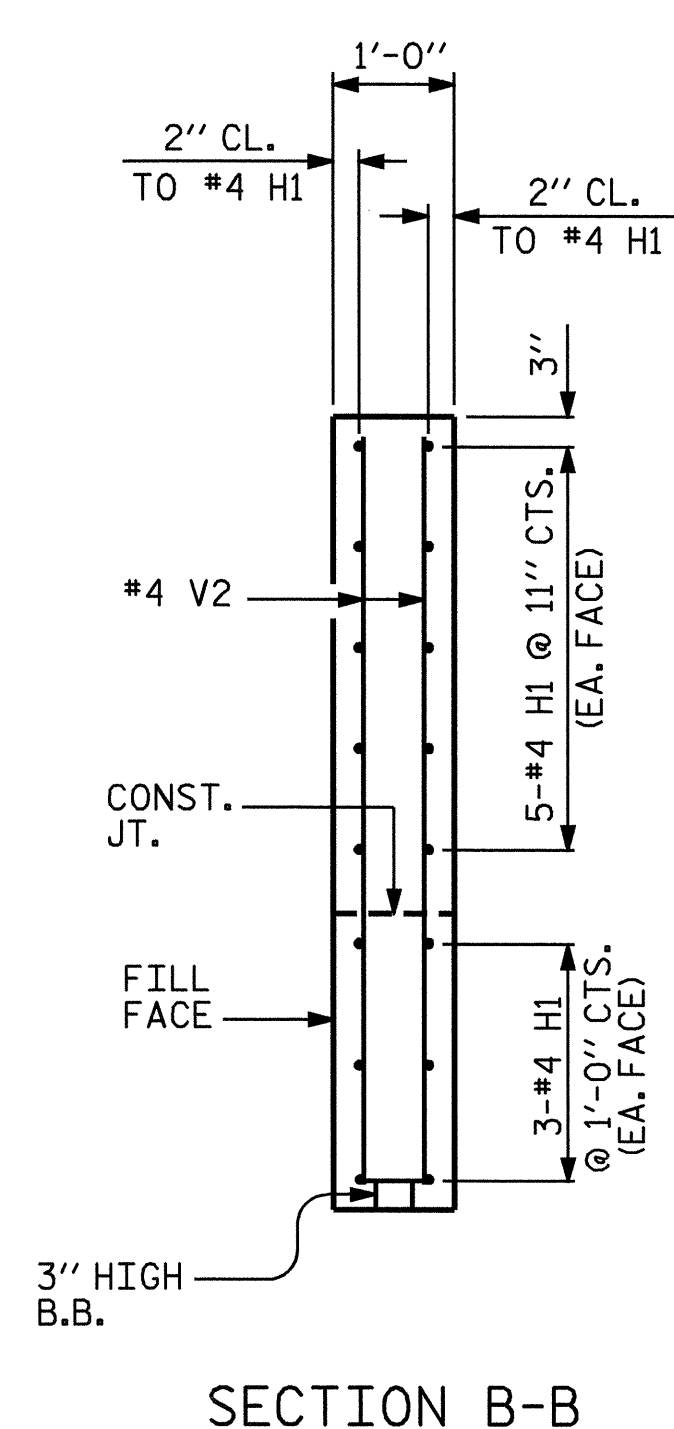 1'-0"
2" CL.
TO #4 H1
2" CL.
TO #4 H1
3"
5-#4 H1 @ 11" CTS.
(EA. FACE)
#4 V2
CONST.
JT.
FILL
FACE
3-#4 H1
@ 1'-0" CTS.
(EA. FACE)
3" HIGH
B.B.
SECTION B-B